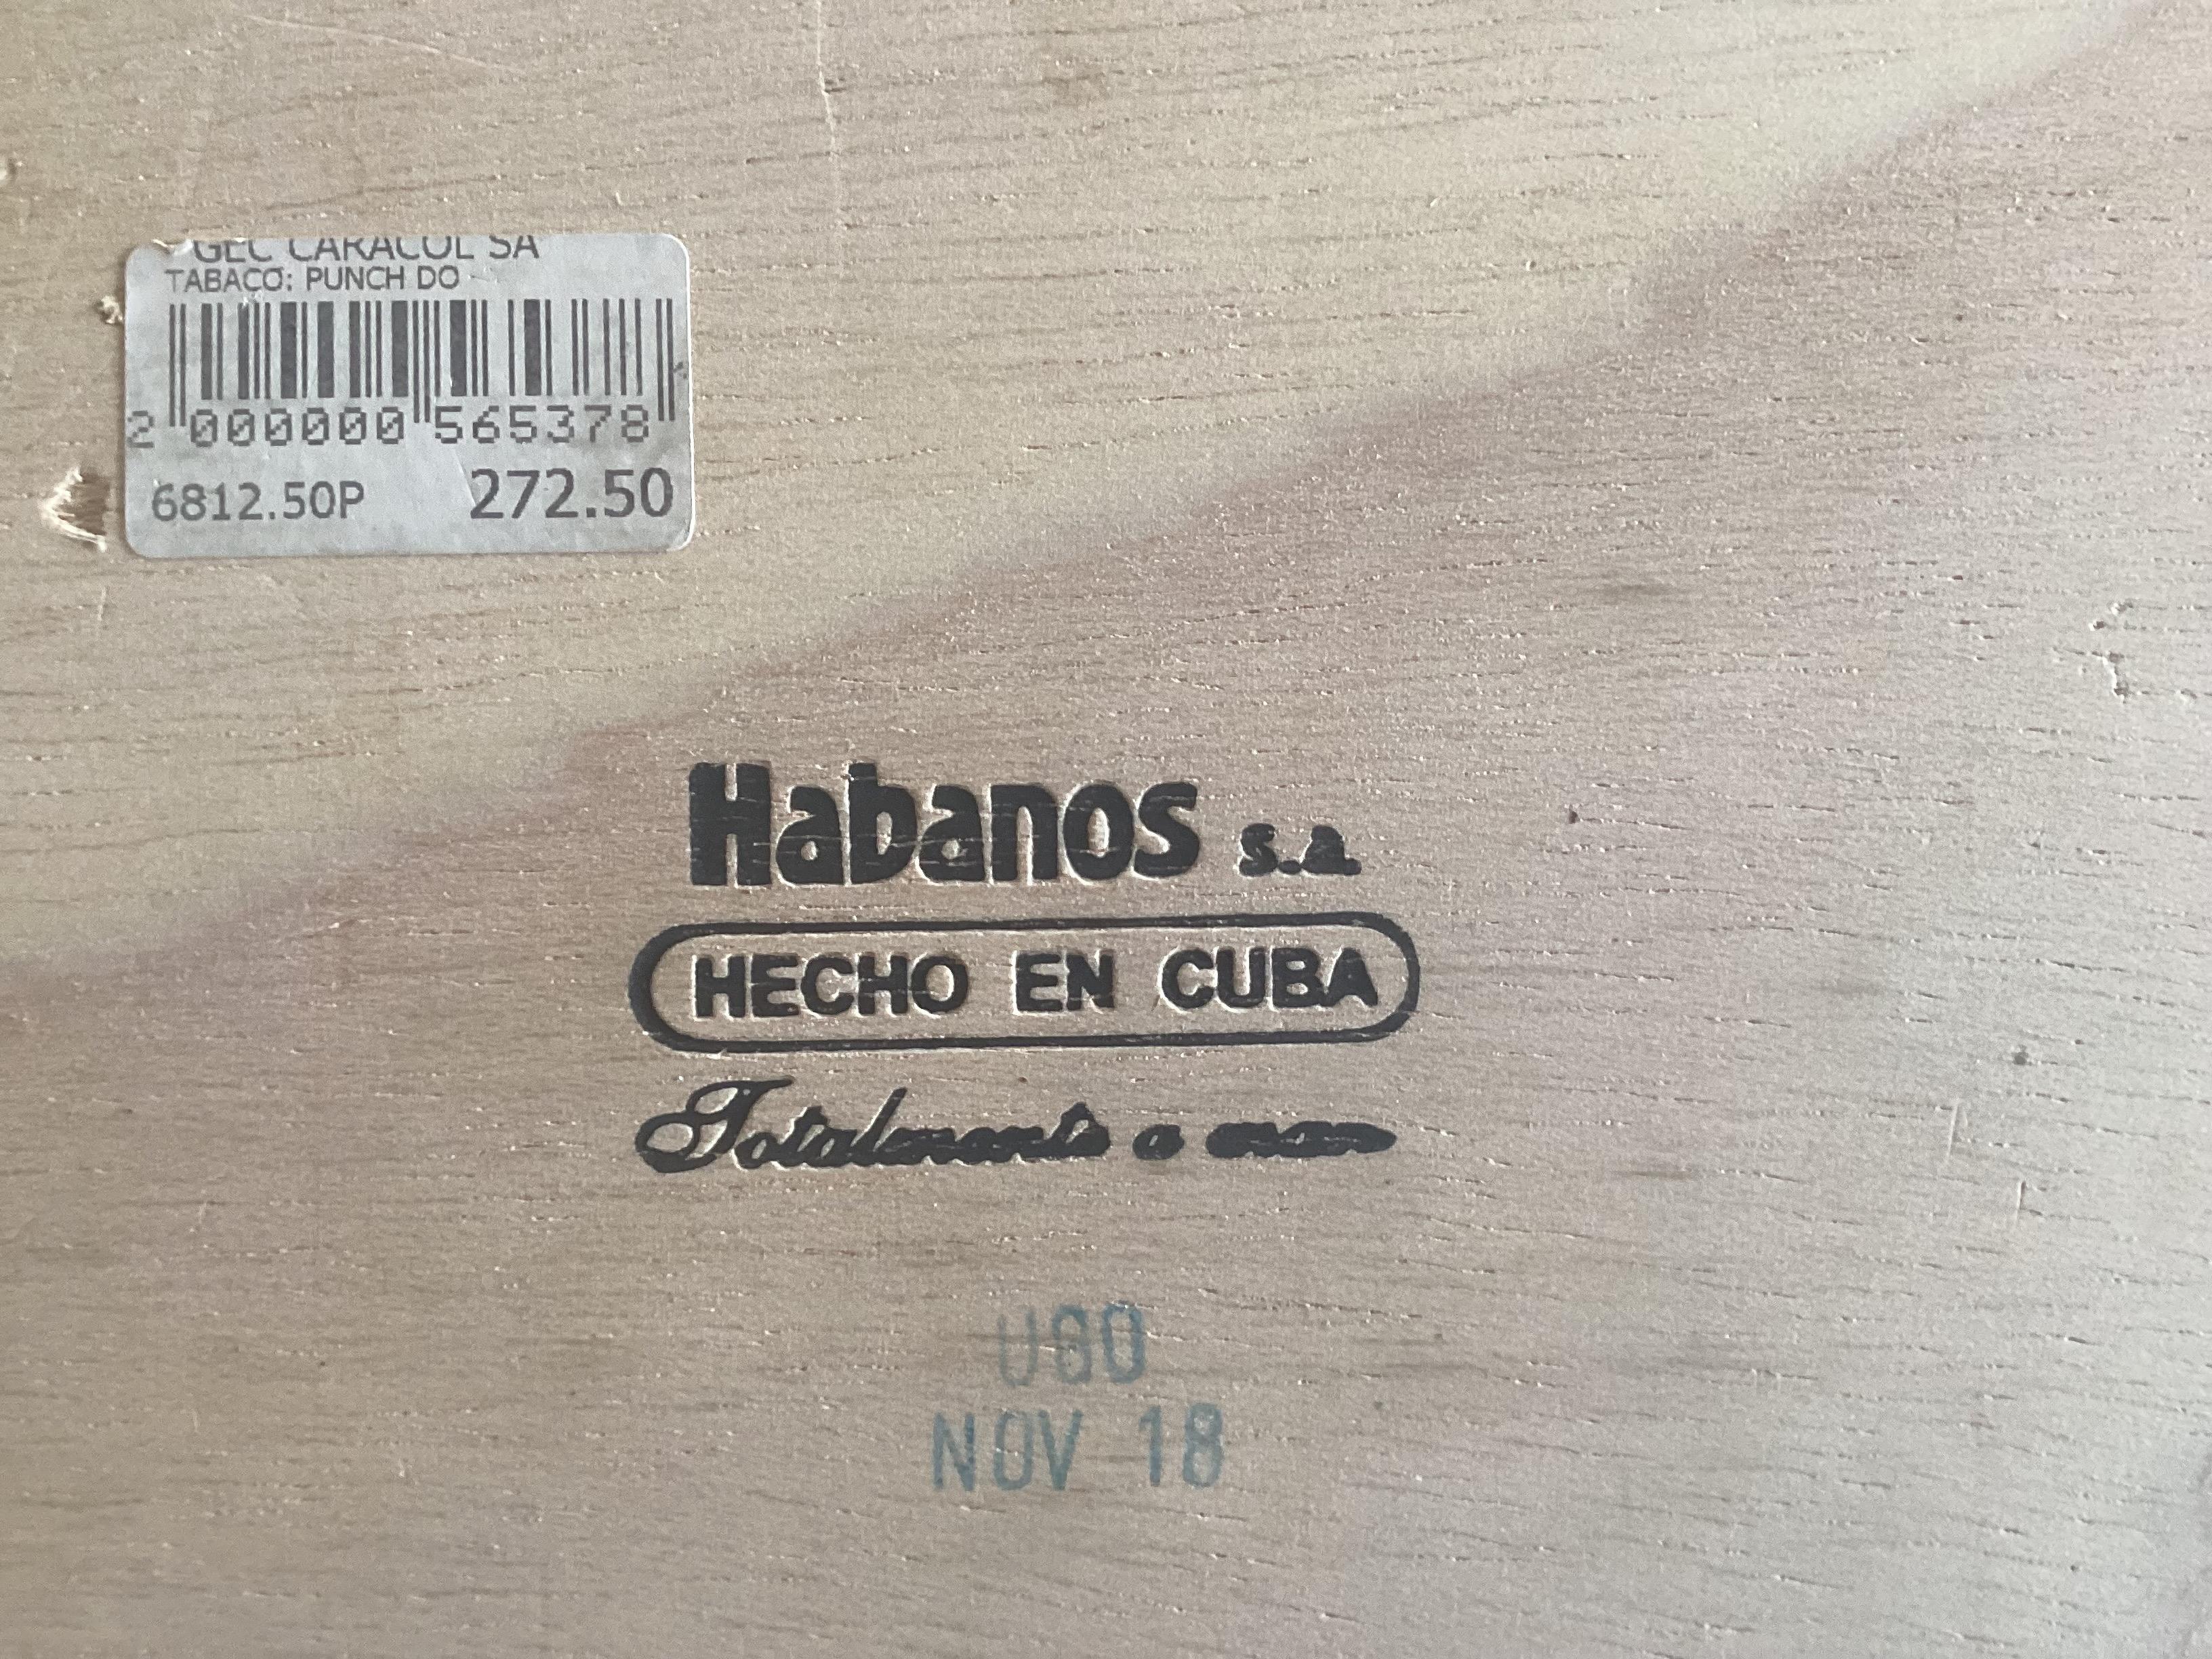 GEC CARACOL SA
TABACO: PUNCH DO
2 000000 565378
6812.50P 272.50
Habanos s.a.
HECHO EN CUBA
Totalmente a mano
UGO
NOV 18